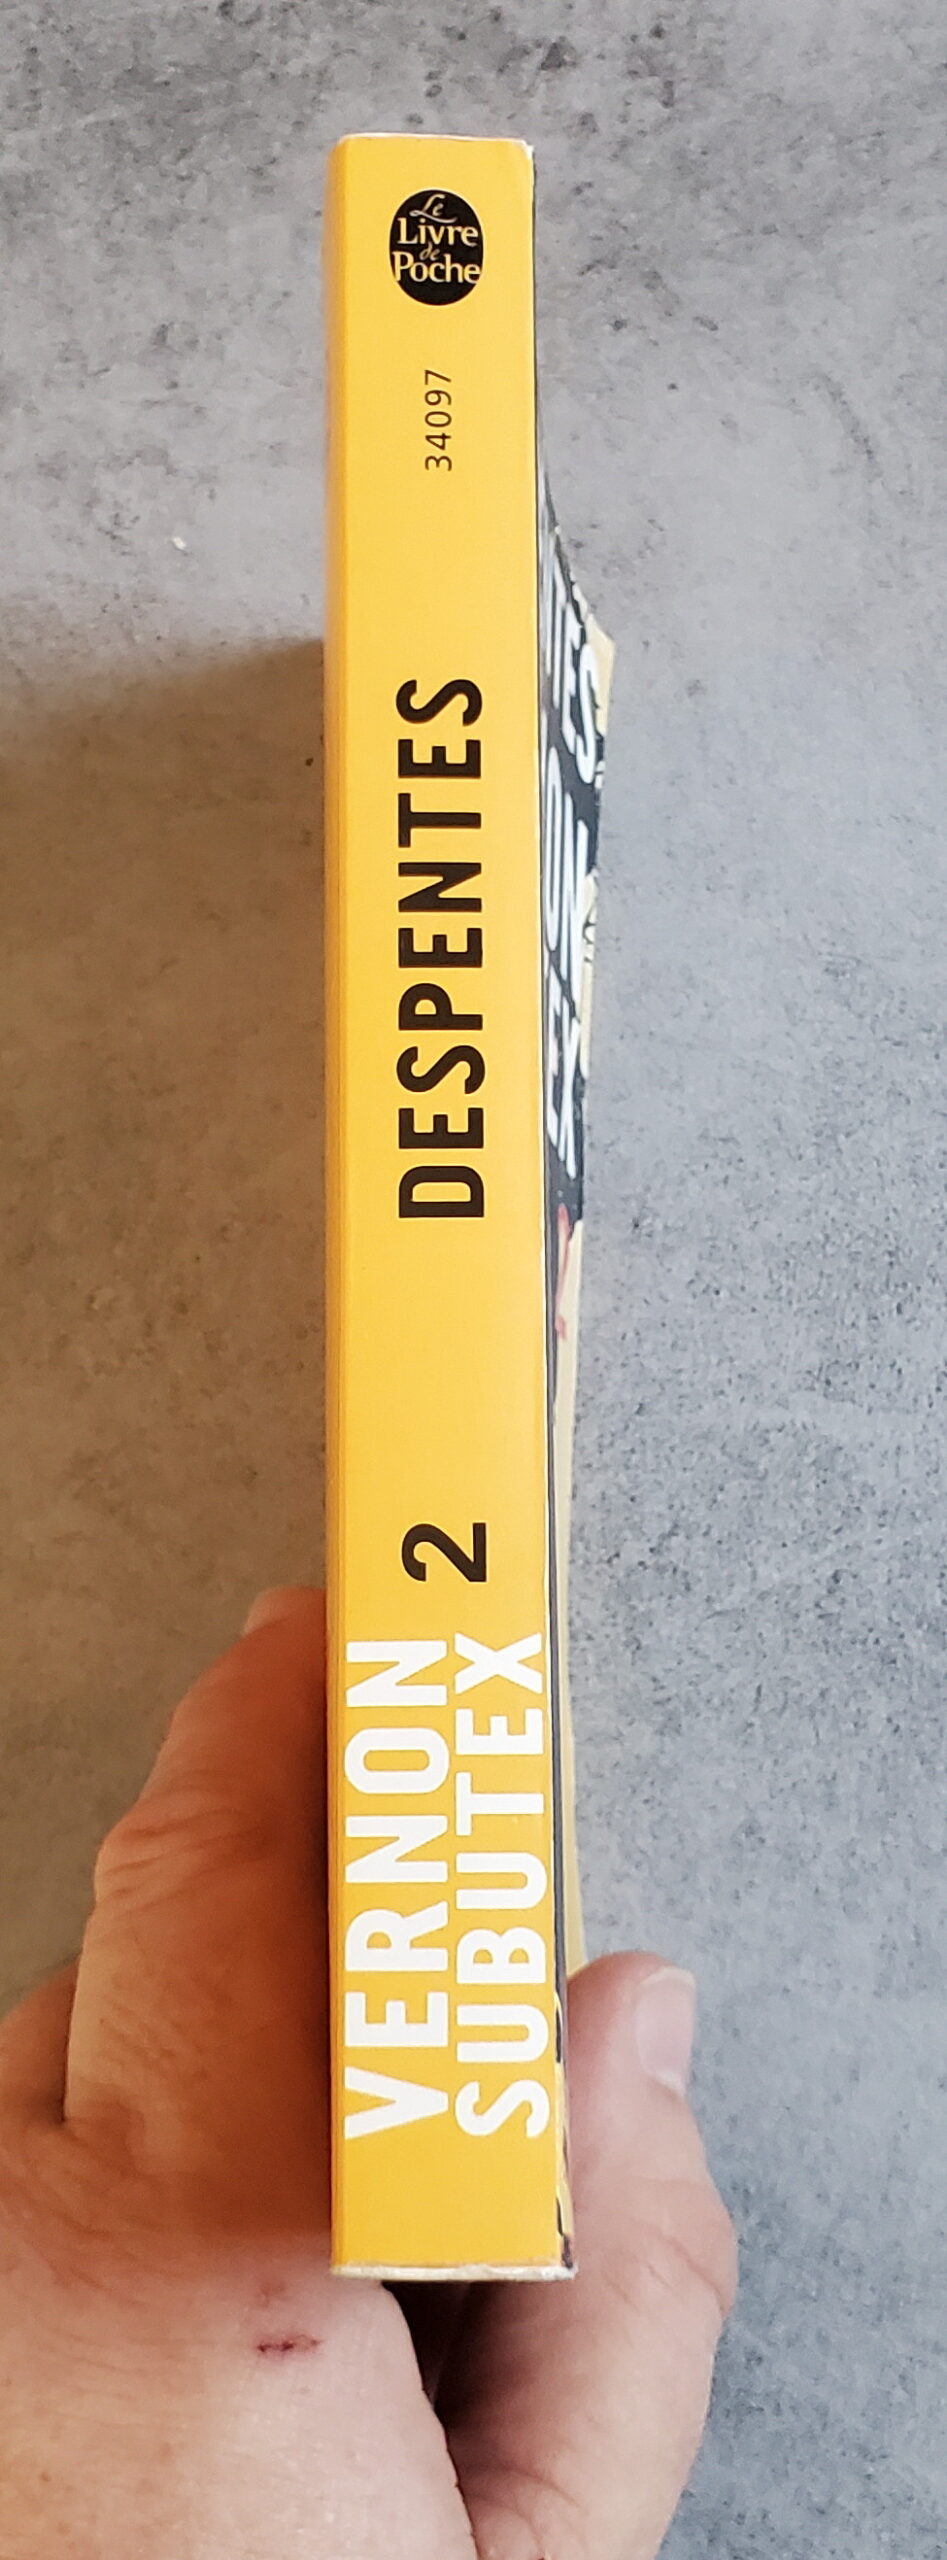 Le
Livre
de
Poche
34097
DESPENTES
2
VERNON
SUBUTEX